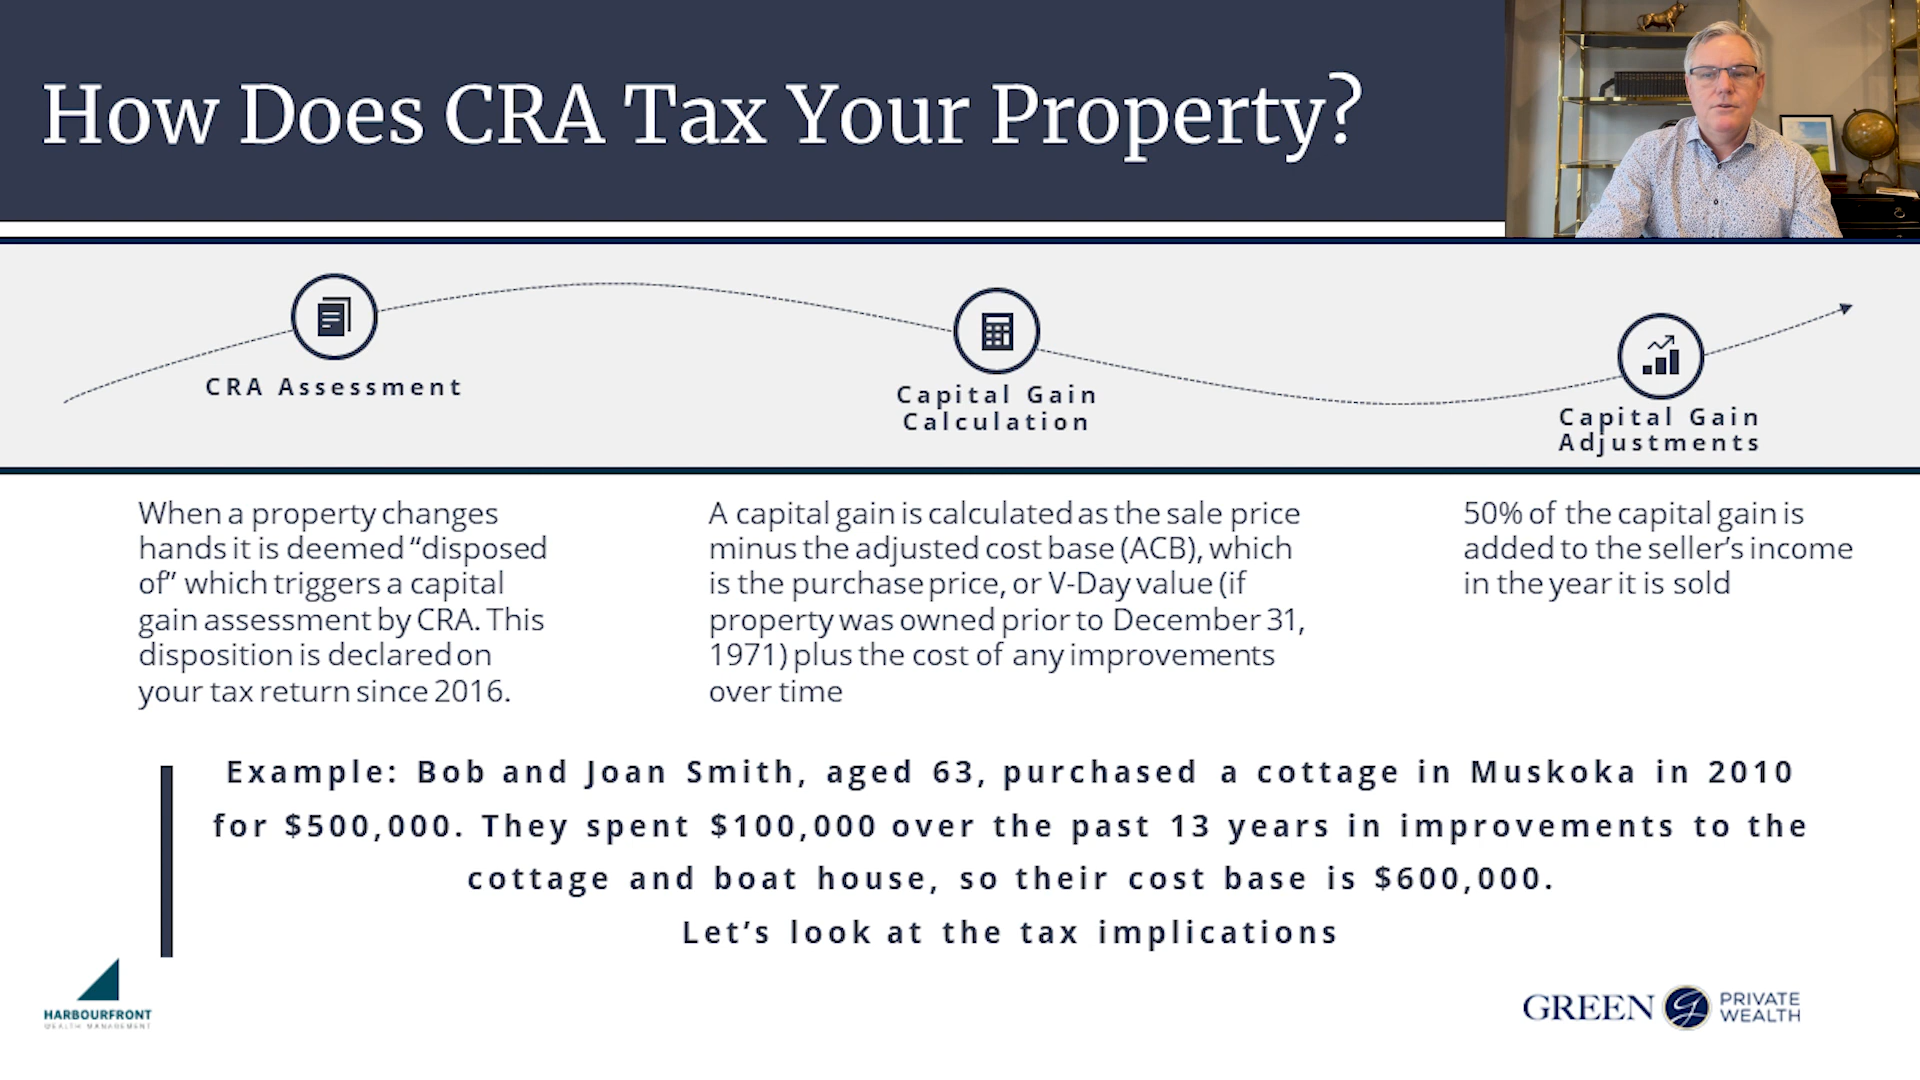 How Does CRA Tax Your Property?
CRA Assessment
Capital Gain
Calculation
Capital Gain
Adjustments
When a property changes
hands it is deemed “disposed
of” which triggers a capital
gain assessment by CRA. This
disposition is declared on
your tax return since 2016.
A capital gain is calculated as the sale price
minus the adjusted cost base (ACB), which
is the purchase price, or V-Day value (if
property was owned prior to December 31,
1971) plus the cost of any improvements
over time
50% of the capital gain is
added to the seller’s income
in the year it is sold
Example: Bob and Joan Smith, aged 63, purchased a cottage in Muskoka in 2010
for $500,000. They spent $100,000 over the past 13 years in improvements to the
cottage and boat house, so their cost base is $600,000.
Let’s look at the tax implications
HARBOURFRONT
WEALTH MANAGEMENT
GREEN g PRIVATE
WEALTH